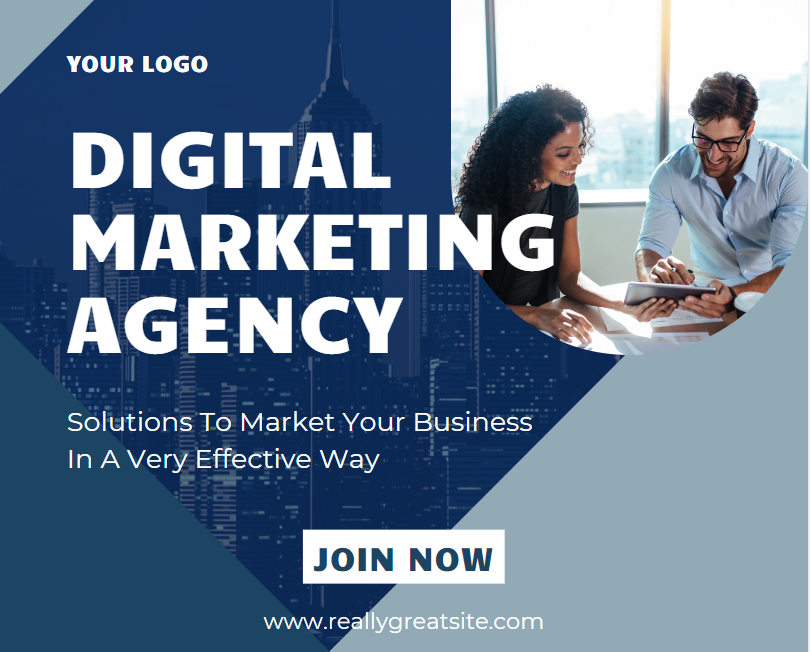 YOUR LOGO
DIGITAL
MARKETING
AGENCY
Solutions To Market Your Business
In A Very Effective Way
JOIN NOW
www.reallygreatsite.com